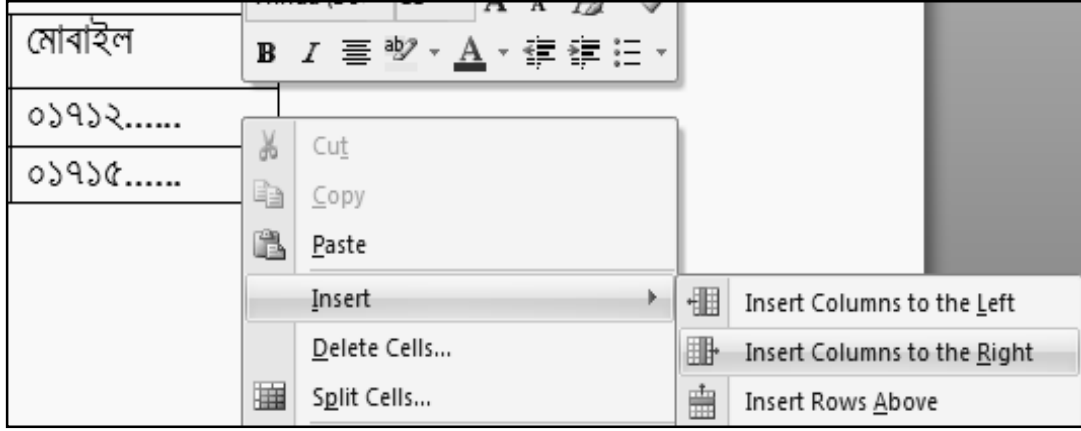 মোবাইল
০১৭১২......
০১৭১৫......
B I A
Cut
Copy
Paste
Insert
Delete Cells...
Split Cells...
Insert Columns to the Left
Insert Columns to the Right
Insert Rows Above